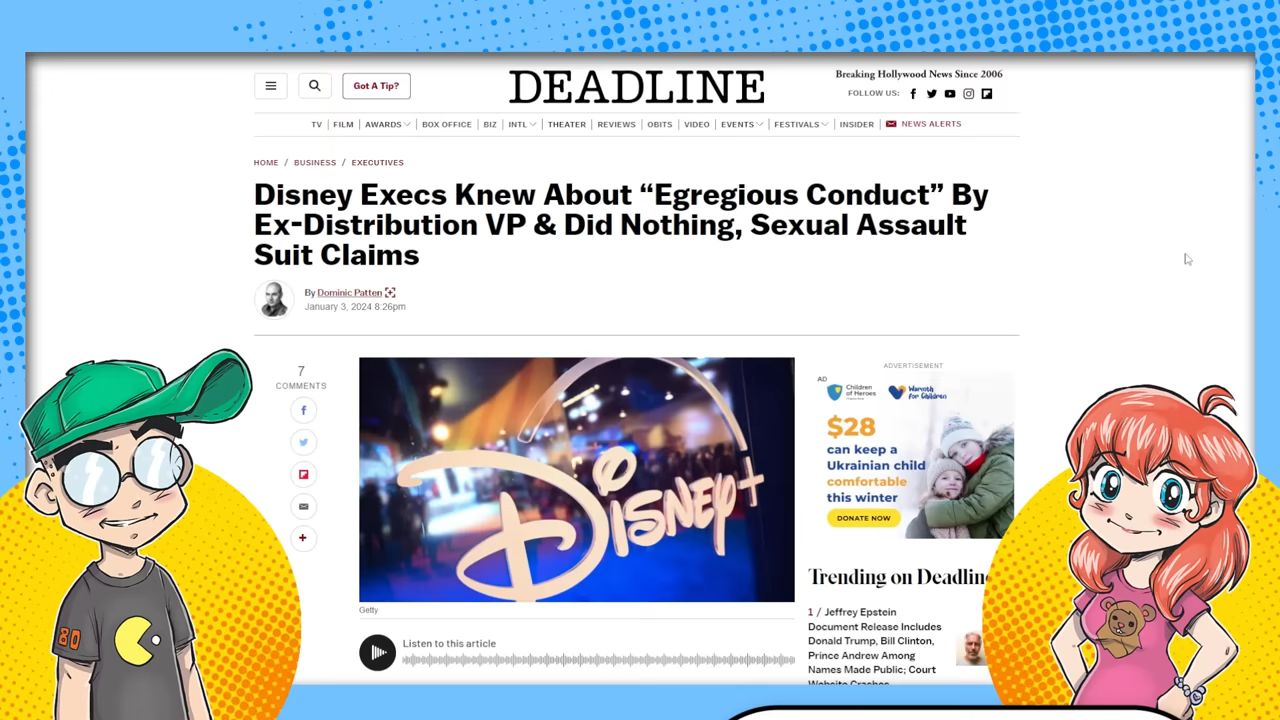 Got A Tip?
DEADLINE
Breaking Hollywood News Since 2006
FOLLOW US:
TV FILM AWARDS BOX OFFICE BIZ INTL THEATER REVIEWS OBITS VIDEO EVENTS FESTIVALS INSIDER NEWS ALERTS
HOME / BUSINESS / EXECUTIVES
Disney Execs Knew About “Egregious Conduct” By
Ex-Distribution VP & Did Nothing, Sexual Assault
Suit Claims
By Dominic Patten
January 3, 2024 8:26pm
7
COMMENTS
Disney+
Getty
Listen to this article
ADVERTISEMENT
AD
Children
of Heroes
Warmth
for Children
$28
can keep a
Ukrainian child
comfortable
this winter
DONATE NOW
Trending on Deadline
1 / Jeffrey Epstein
Document Release Includes
Donald Trump, Bill Clinton,
Prince Andrew Among
Names Made Public; Court
Website Crashes
80